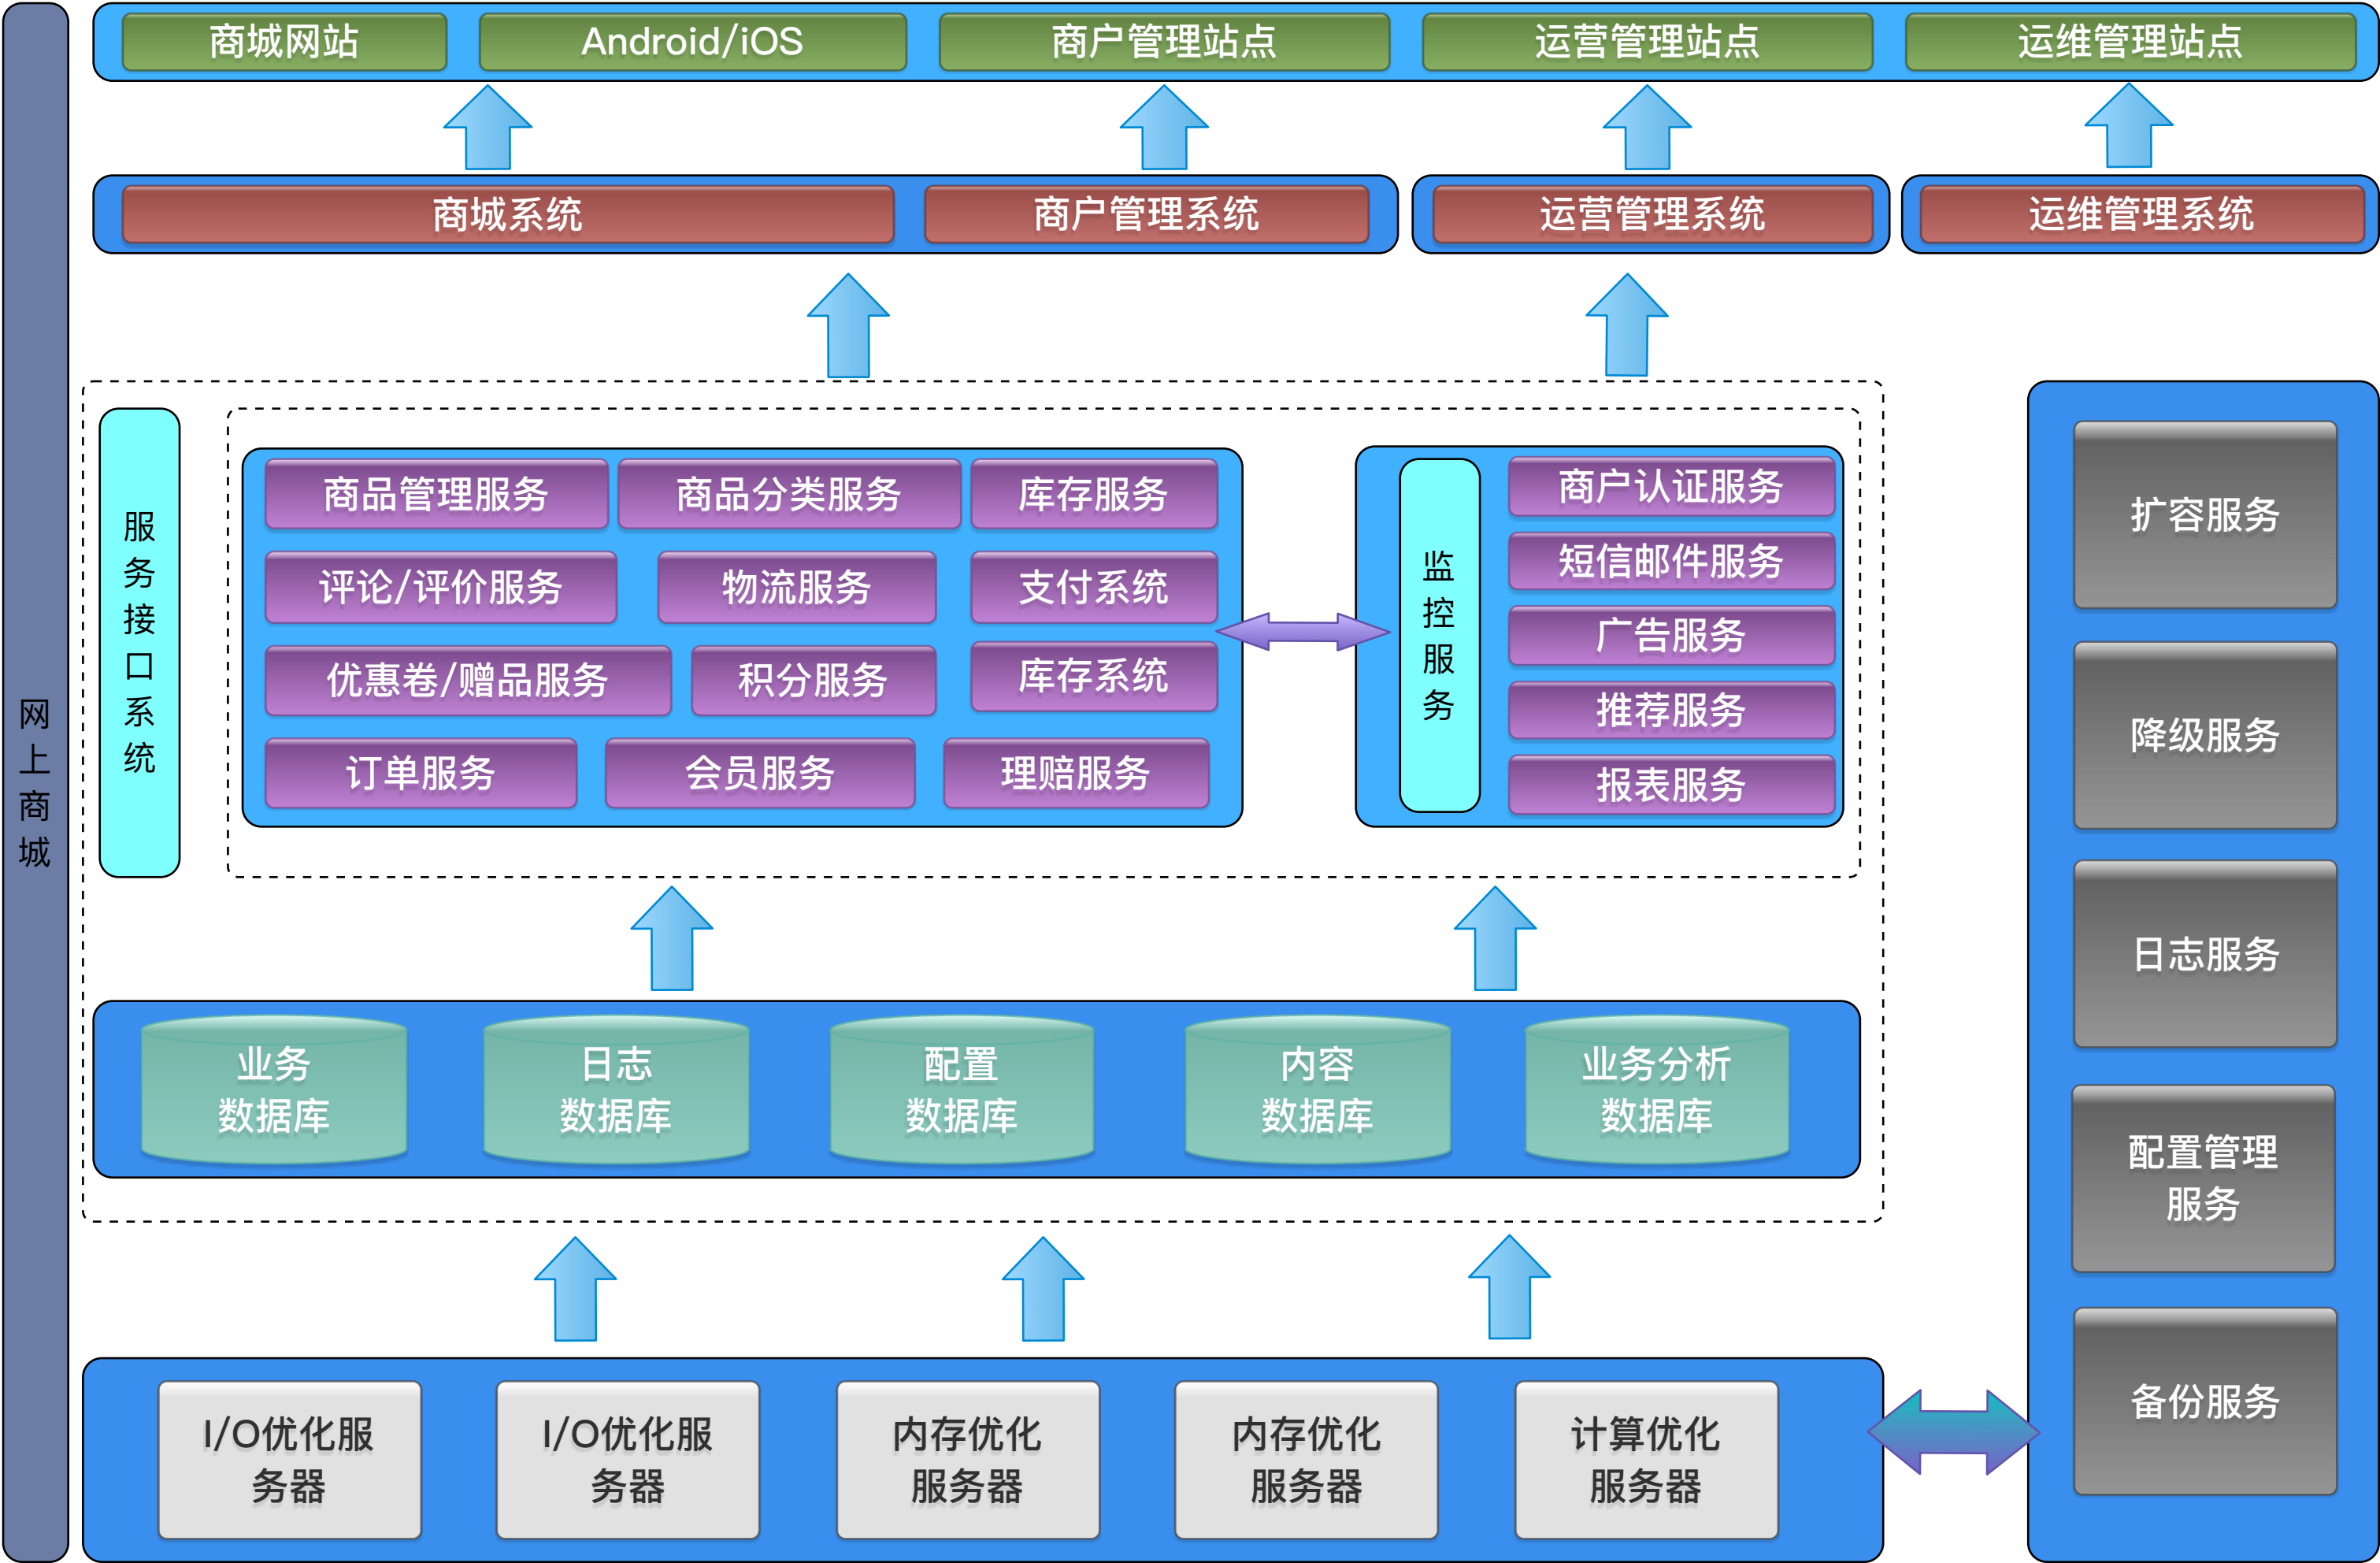 网
上
商
城
商城网站
Android/iOS
商户管理站点
运营管理站点
运维管理站点
商城系统
商户管理系统
运营管理系统
运维管理系统
服
务
接
口
系
统
商品管理服务
商品分类服务
库存服务
评论/评价服务
物流服务
支付系统
优惠卷/赠品服务
积分服务
库存系统
订单服务
会员服务
理赔服务
监
控
服
务
商户认证服务
短信邮件服务
广告服务
推荐服务
报表服务
业务
数据库
日志
数据库
配置
数据库
内容
数据库
业务分析
数据库
I/O优化服
务器
I/O优化服
务器
内存优化
服务器
内存优化
服务器
计算优化
服务器
扩容服务
降级服务
日志服务
配置管理
服务
备份服务